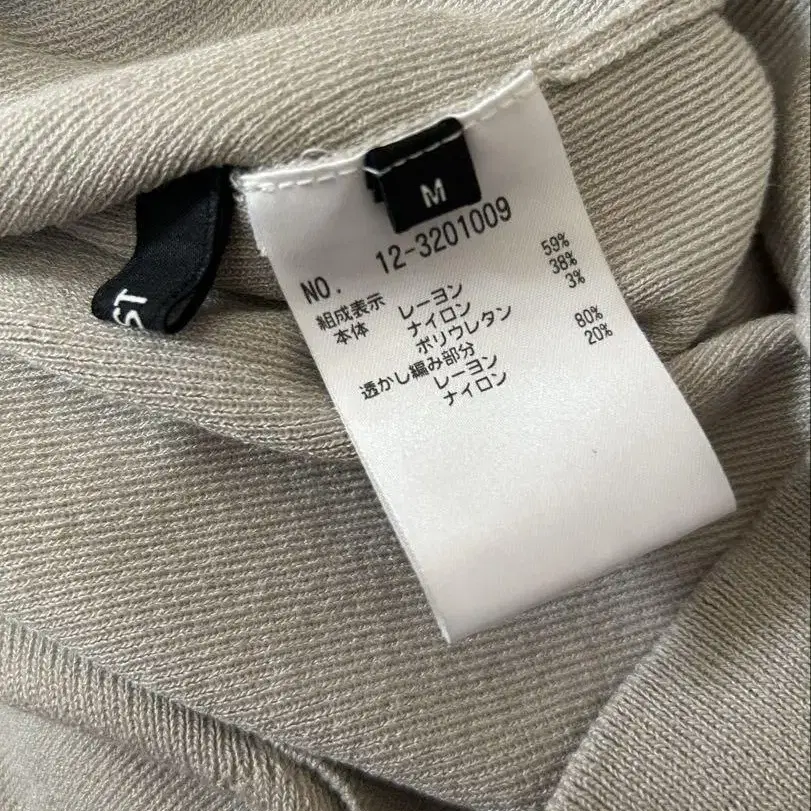 M
NO. 12-3201009
組成表示
本体 レーヨン 59%
ナイロン 38%
ポリウレタン 3%
透かし編み部分
レーヨン 80%
ナイロン 20%
ST